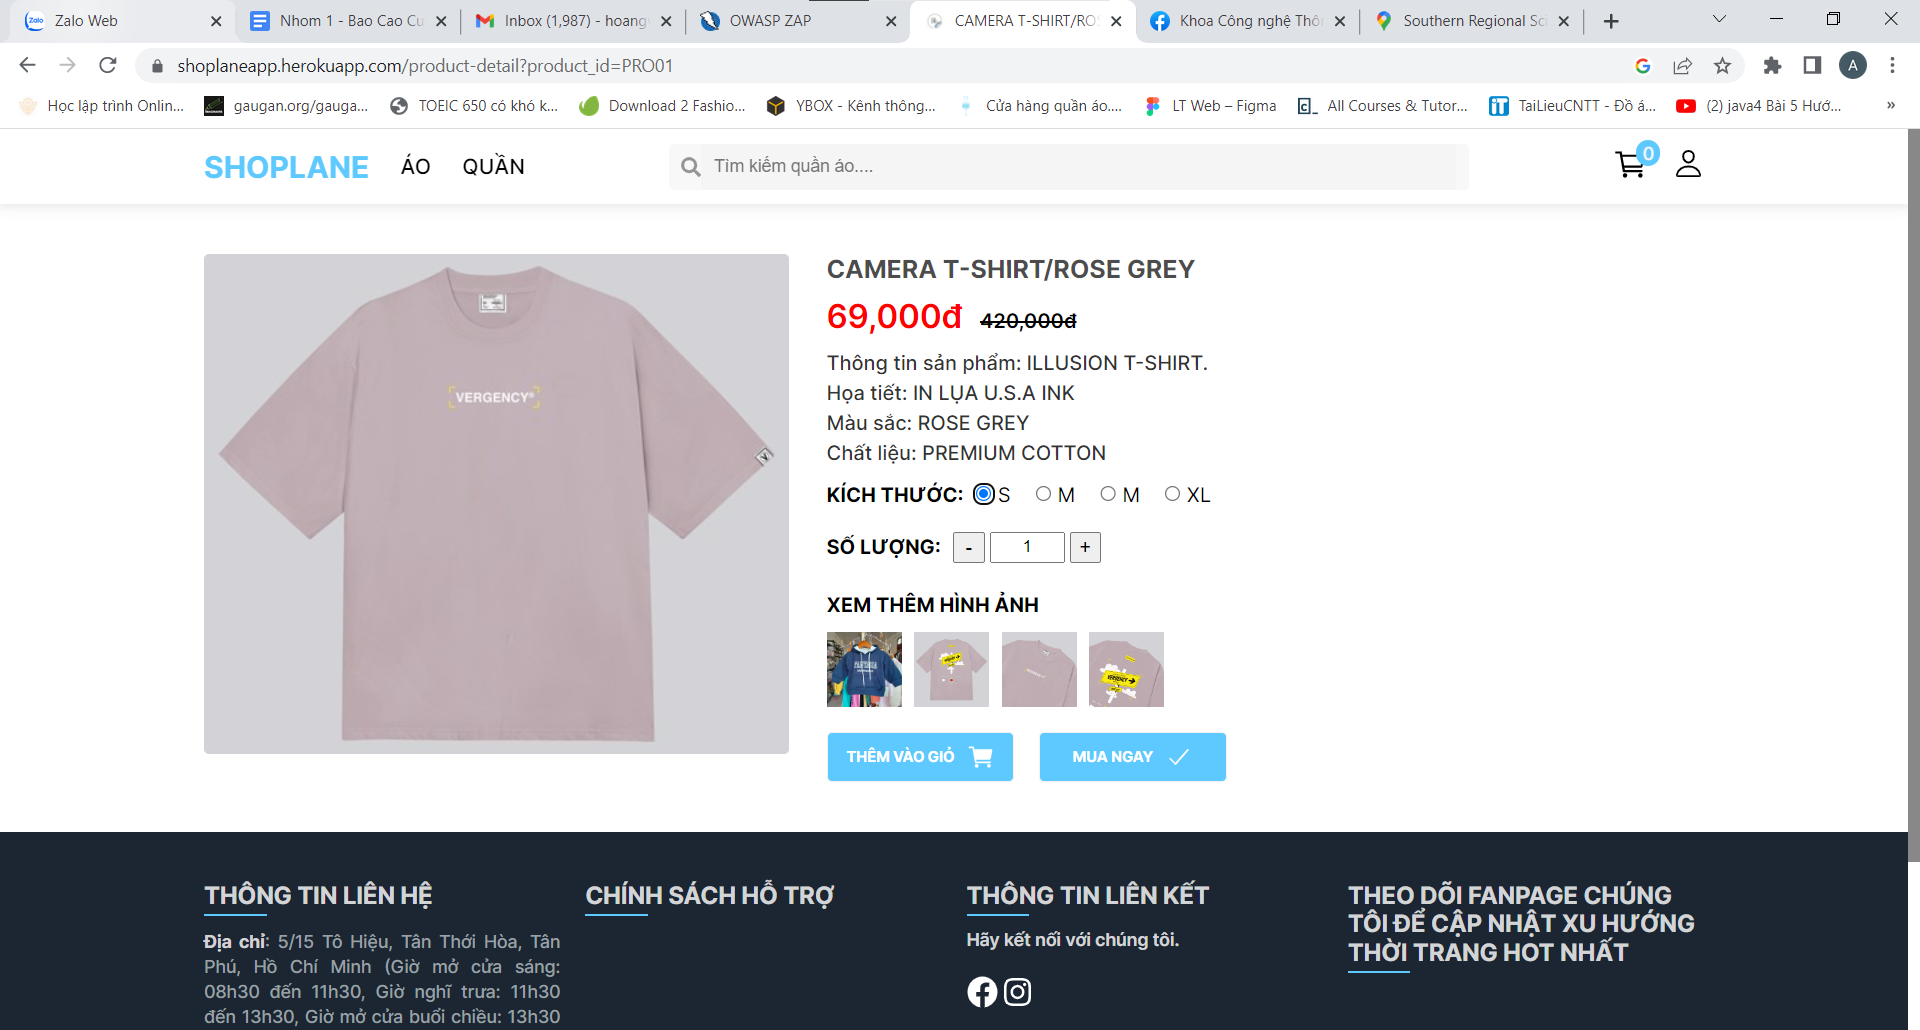 Zalo Web
Nhom 1 - Bao Cao Cu
Inbox (1,987) - hoang
OWASP ZAP
CAMERA T-SHIRT/ROS
Khoa Công nghệ Thôn
Southern Regional Sci
shoplaneapp.herokuapp.com/product-detail?product_id=PRO01
A
Học lập trình Onlin...
gaugan.org/gauga...
TOEIC 650 có khó k...
Download 2 Fashio...
YBOX - Kênh thông...
Cửa hàng quần áo....
LT Web – Figma
All Courses & Tutor...
TaiLieuCNTT - Đồ á...
(2) java4 Bài 5 Hướ...
»
SHOPLANE
ÁO
QUẦN
Tìm kiếm quần áo....
0
VERGENCY®
CAMERA T-SHIRT/ROSE GREY
69,000đ 420,000đ
Thông tin sản phẩm: ILLUSION T-SHIRT.
Họa tiết: IN LỤA U.S.A INK
Màu sắc: ROSE GREY
Chất liệu: PREMIUM COTTON
KÍCH THƯỚC: S M M XL
SỐ LƯỢNG: - 1 +
XEM THÊM HÌNH ẢNH
THÊM VÀO GIỎ
MUA NGAY
THÔNG TIN LIÊN HỆ
Địa chỉ: 5/15 Tô Hiệu, Tân Thới Hòa, Tân
Phú, Hồ Chí Minh (Giờ mở cửa sáng:
08h30 đến 11h30, Giờ nghĩ trưa: 11h30
đến 13h30, Giờ mở cửa buổi chiều: 13h30
CHÍNH SÁCH HỖ TRỢ
THÔNG TIN LIÊN KẾT
Hãy kết nối với chúng tôi.
THEO DÕI FANPAGE CHÚNG
TÔI ĐỂ CẬP NHẬT XU HƯỚNG
THỜI TRANG HOT NHẤT